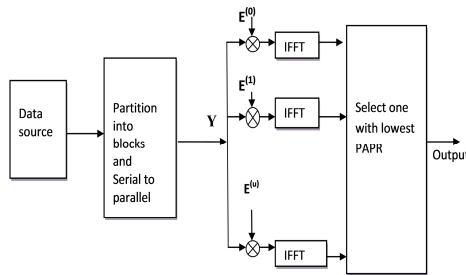 Data
source
Partition
into
blocks
and
Serial to
parallel
Y
E(0)
IFFT
E(1)
IFFT
E(u)
IFFT
Select one
with lowest
PAPR
Output